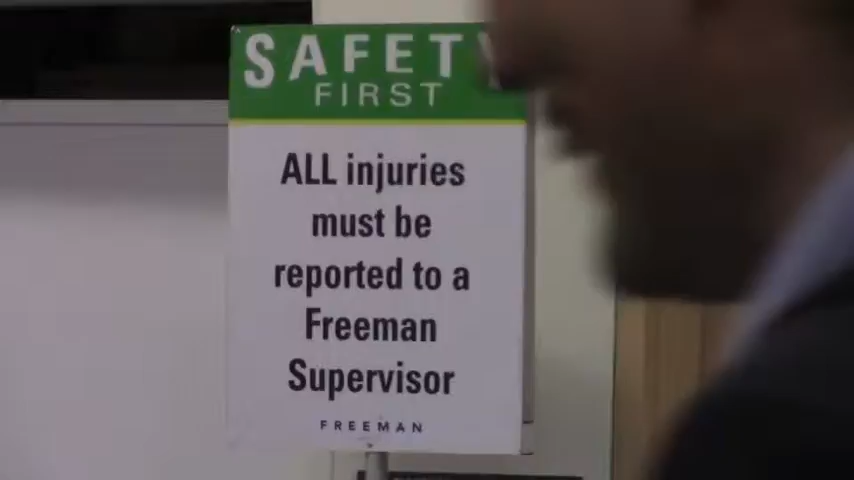 SAFETY
FIRST
ALL injuries
must be
reported to a
Freeman
Supervisor
FREEMAN